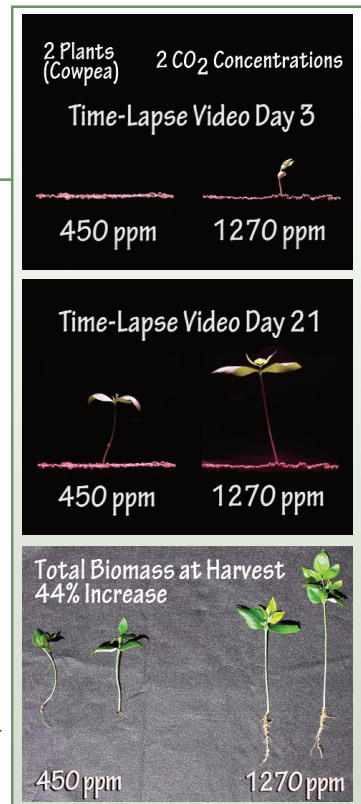 2 Plants
(Cowpea)
2 CO₂ Concentrations
Time-Lapse Video Day 3
450 ppm
1270 ppm
Time-Lapse Video Day 21
450 ppm
1270 ppm
Total Biomass at Harvest
44% Increase
450 ppm
1270 ppm